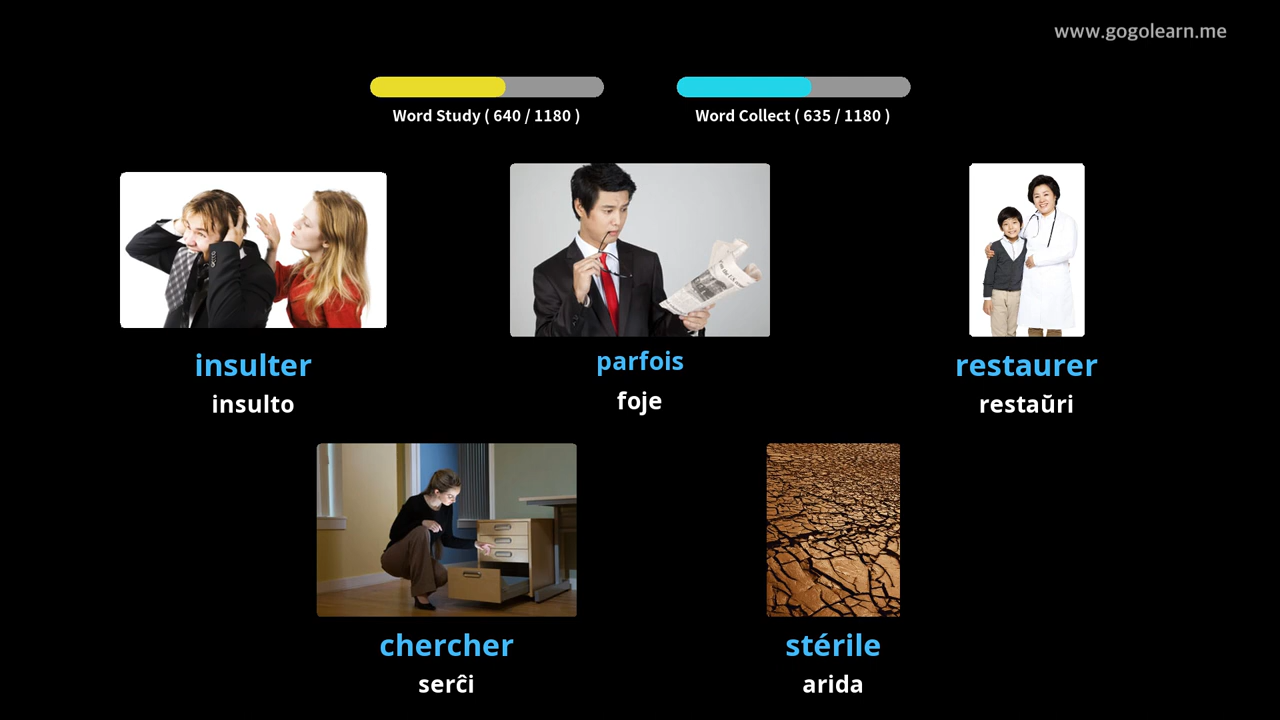 www.gogolearn.me
Word Study ( 640 / 1180 )
Word Collect ( 635 / 1180 )
insulter
insulto
parfois
foje
restaurer
restaŭri
chercher
serĉi
stérile
arida